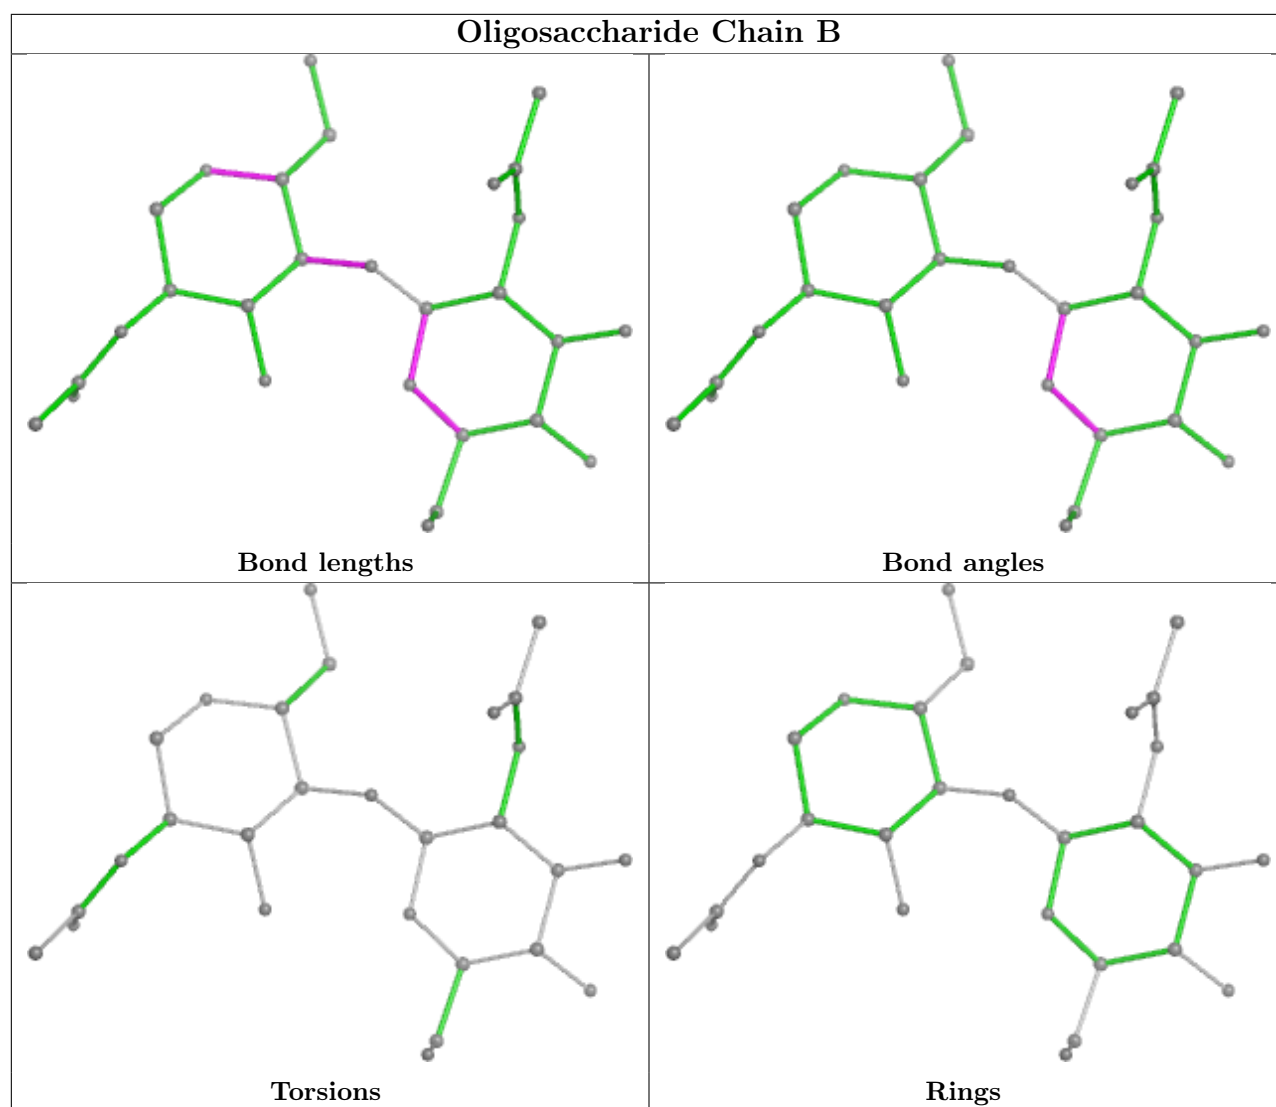 Oligosaccharide Chain B
Bond lengths
Bond angles
Torsions
Rings